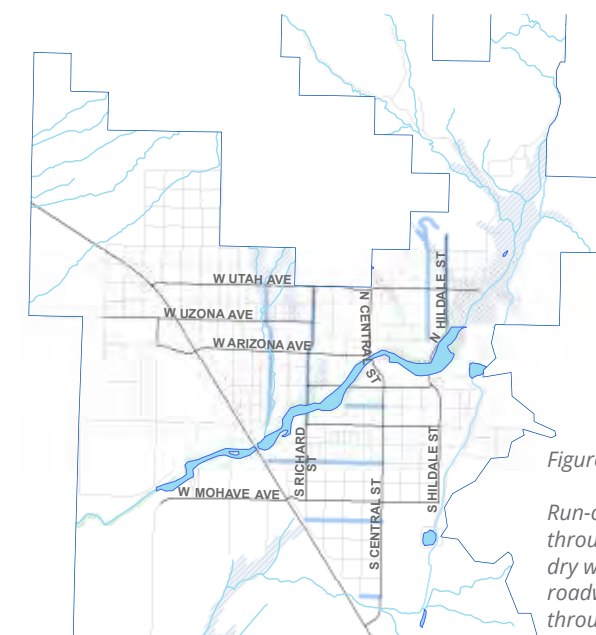 W UTAH AVE
W UZONA AVE
W ARIZONA AVE
N CENTRAL ST
N HILDALE ST
S RICHARD
ST
W MOHAVE AVE
S CENTRAL ST
S HILDALE ST
Figure
Run-o
throu
dry w
roadw
throu